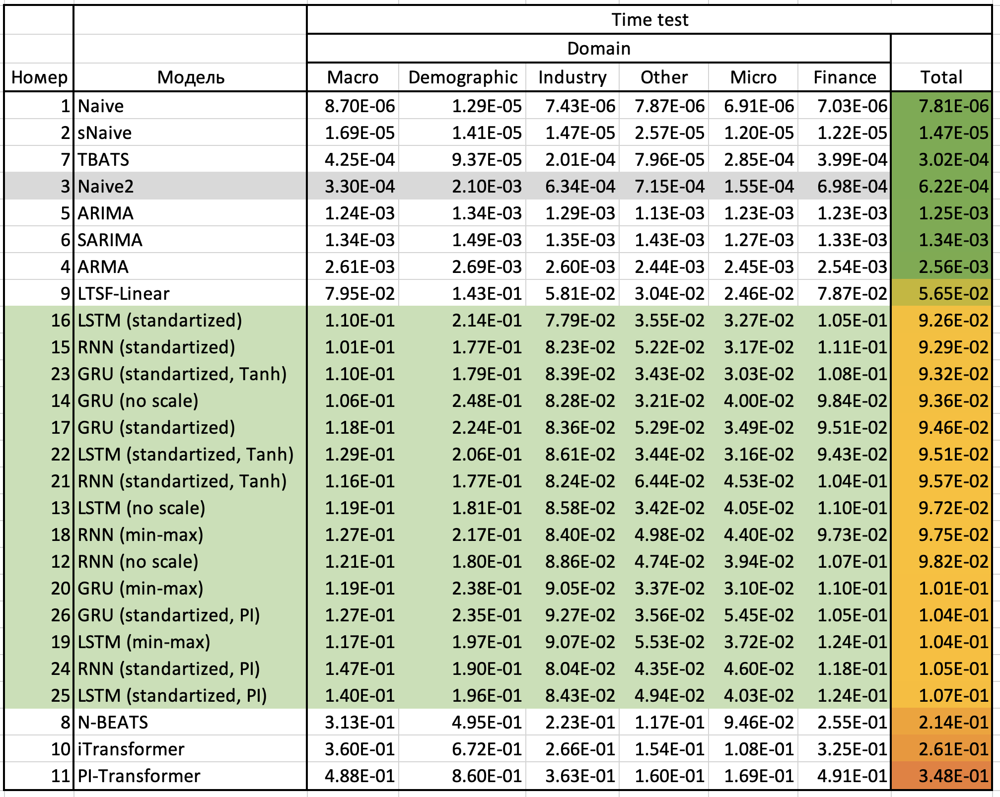 Time test
Domain
Номер Модель Macro Demographic Industry Other Micro Finance Total
1 Naive 8.70E-06 1.29E-05 7.43E-06 7.87E-06 6.91E-06 7.03E-06 7.81E-06
2 sNaive 1.69E-05 1.41E-05 1.47E-05 2.57E-05 1.20E-05 1.22E-05 1.47E-05
7 TBATS 4.25E-04 9.37E-05 2.01E-04 7.96E-05 2.85E-04 3.99E-04 3.02E-04
3 Naive2 3.30E-04 2.10E-03 6.34E-04 7.15E-04 1.55E-04 6.98E-04 6.22E-04
5 ARIMA 1.24E-03 1.34E-03 1.29E-03 1.13E-03 1.23E-03 1.23E-03 1.25E-03
6 SARIMA 1.34E-03 1.49E-03 1.35E-03 1.43E-03 1.27E-03 1.33E-03 1.34E-03
4 ARMA 2.61E-03 2.69E-03 2.60E-03 2.44E-03 2.45E-03 2.54E-03 2.56E-03
9 LTSF-Linear 7.95E-02 1.43E-01 5.81E-02 3.04E-02 2.46E-02 7.87E-02 5.65E-02
16 LSTM (standartized) 1.10E-01 2.14E-01 7.79E-02 3.55E-02 3.27E-02 1.05E-01 9.26E-02
15 RNN (standartized) 1.01E-01 1.77E-01 8.23E-02 5.22E-02 3.17E-02 1.11E-01 9.29E-02
23 GRU (standartized, Tanh) 1.10E-01 1.79E-01 8.39E-02 3.43E-02 3.03E-02 1.08E-01 9.32E-02
14 GRU (no scale) 1.06E-01 2.48E-01 8.28E-02 3.21E-02 4.00E-02 9.84E-02 9.36E-02
17 GRU (standartized) 1.18E-01 2.24E-01 8.36E-02 5.29E-02 3.49E-02 9.51E-02 9.46E-02
22 LSTM (standartized, Tanh) 1.29E-01 2.06E-01 8.61E-02 3.44E-02 3.16E-02 9.43E-02 9.51E-02
21 RNN (standartized, Tanh) 1.16E-01 1.77E-01 8.24E-02 6.44E-02 4.53E-02 1.04E-01 9.57E-02
13 LSTM (no scale) 1.19E-01 1.81E-01 8.58E-02 3.42E-02 4.05E-02 1.10E-01 9.72E-02
18 RNN (min-max) 1.27E-01 2.17E-01 8.40E-02 4.98E-02 4.40E-02 9.73E-02 9.75E-02
12 RNN (no scale) 1.21E-01 1.80E-01 8.86E-02 4.74E-02 3.94E-02 1.07E-01 9.82E-02
20 GRU (min-max) 1.19E-01 2.38E-01 9.05E-02 3.37E-02 3.10E-02 1.10E-01 1.01E-01
26 GRU (standartized, PI) 1.27E-01 2.35E-01 9.27E-02 3.56E-02 5.45E-02 1.05E-01 1.04E-01
19 LSTM (min-max) 1.17E-01 1.97E-01 9.07E-02 5.53E-02 3.72E-02 1.24E-01 1.04E-01
24 RNN (standartized, PI) 1.47E-01 1.90E-01 8.04E-02 4.35E-02 4.60E-02 1.18E-01 1.05E-01
25 LSTM (standartized, PI) 1.40E-01 1.96E-01 8.43E-02 4.94E-02 4.03E-02 1.24E-01 1.07E-01
8 N-BEATS 3.13E-01 4.95E-01 2.23E-01 1.17E-01 9.46E-02 2.55E-01 2.14E-01
10 iTransformer 3.60E-01 6.72E-01 2.66E-01 1.54E-01 1.08E-01 3.25E-01 2.61E-01
11 PI-Transformer 4.88E-01 8.60E-01 3.63E-01 1.60E-01 1.69E-01 4.91E-01 3.48E-01